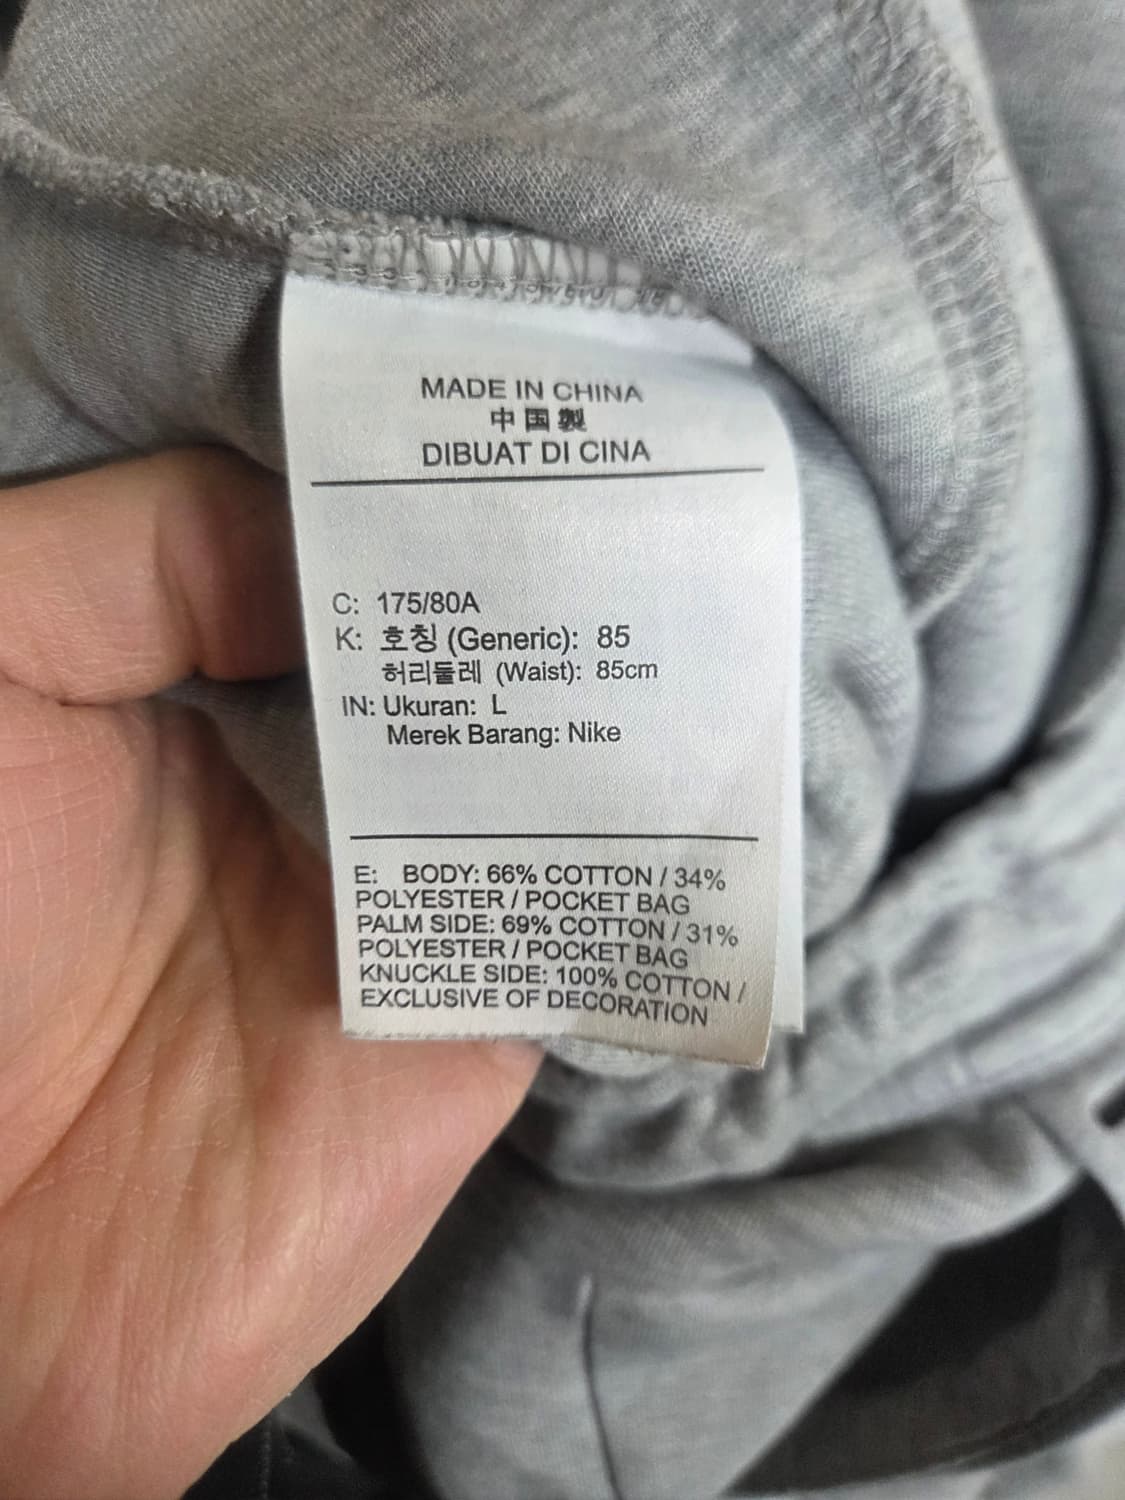 MADE IN CHINA
中国製
DIBUAT DI CINA
C: 175/80A
K: 호칭 (Generic): 85
허리둘레 (Waist): 85cm
IN: Ukuran: L
Merek Barang: Nike
E: BODY: 66% COTTON / 34%
POLYESTER / POCKET BAG
PALM SIDE: 69% COTTON / 31%
POLYESTER / POCKET BAG
KNUCKLE SIDE: 100% COTTON /
EXCLUSIVE OF DECORATION